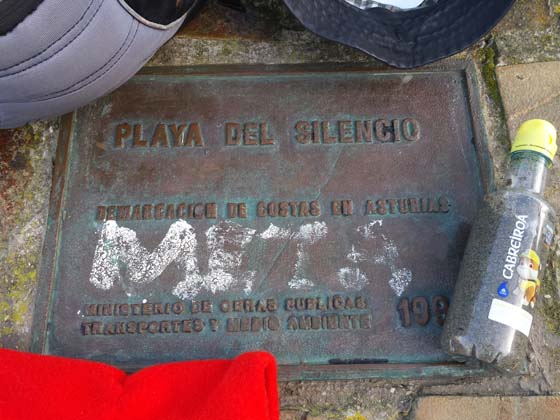 PLAYA DEL SILENCIO
DEMARCACION DE COSTAS EN ASTURIAS
META
MINISTERIO DE OBRAS PUBLICAS,
TRANSPORTES Y MEDIO AMBIENTE
CABREIROÁ